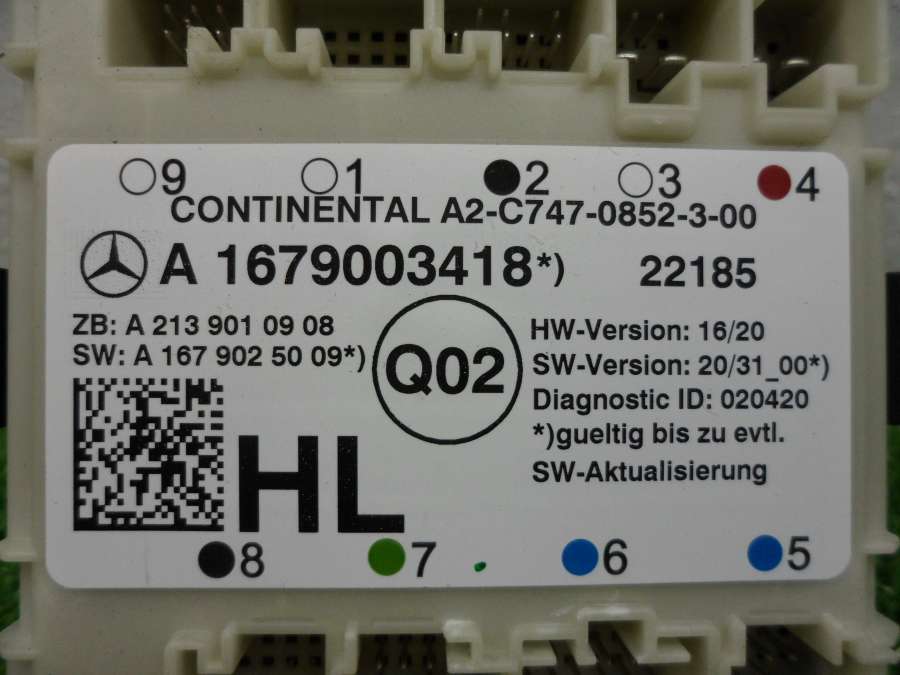 9 1 2 3 4
CONTINENTAL A2-C747-0852-3-00
A 1679003418*) 22185
ZB: A 213 901 09 08
SW: A 167 902 50 09*)
Q02
HW-Version: 16/20
SW-Version: 20/31_00*)
Diagnostic ID: 020420
*)gueltig bis zu evtl.
SW-Aktualisierung
HL
8 7 6 5